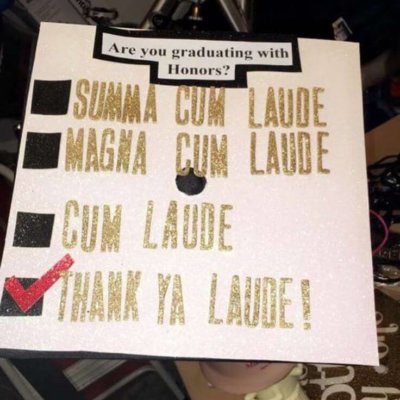 Are you graduating with
Honors?
SUMMA CUM LAUDE
MAGNA CUM LAUDE
CUM LAUDE
THANK YA LAUDE!